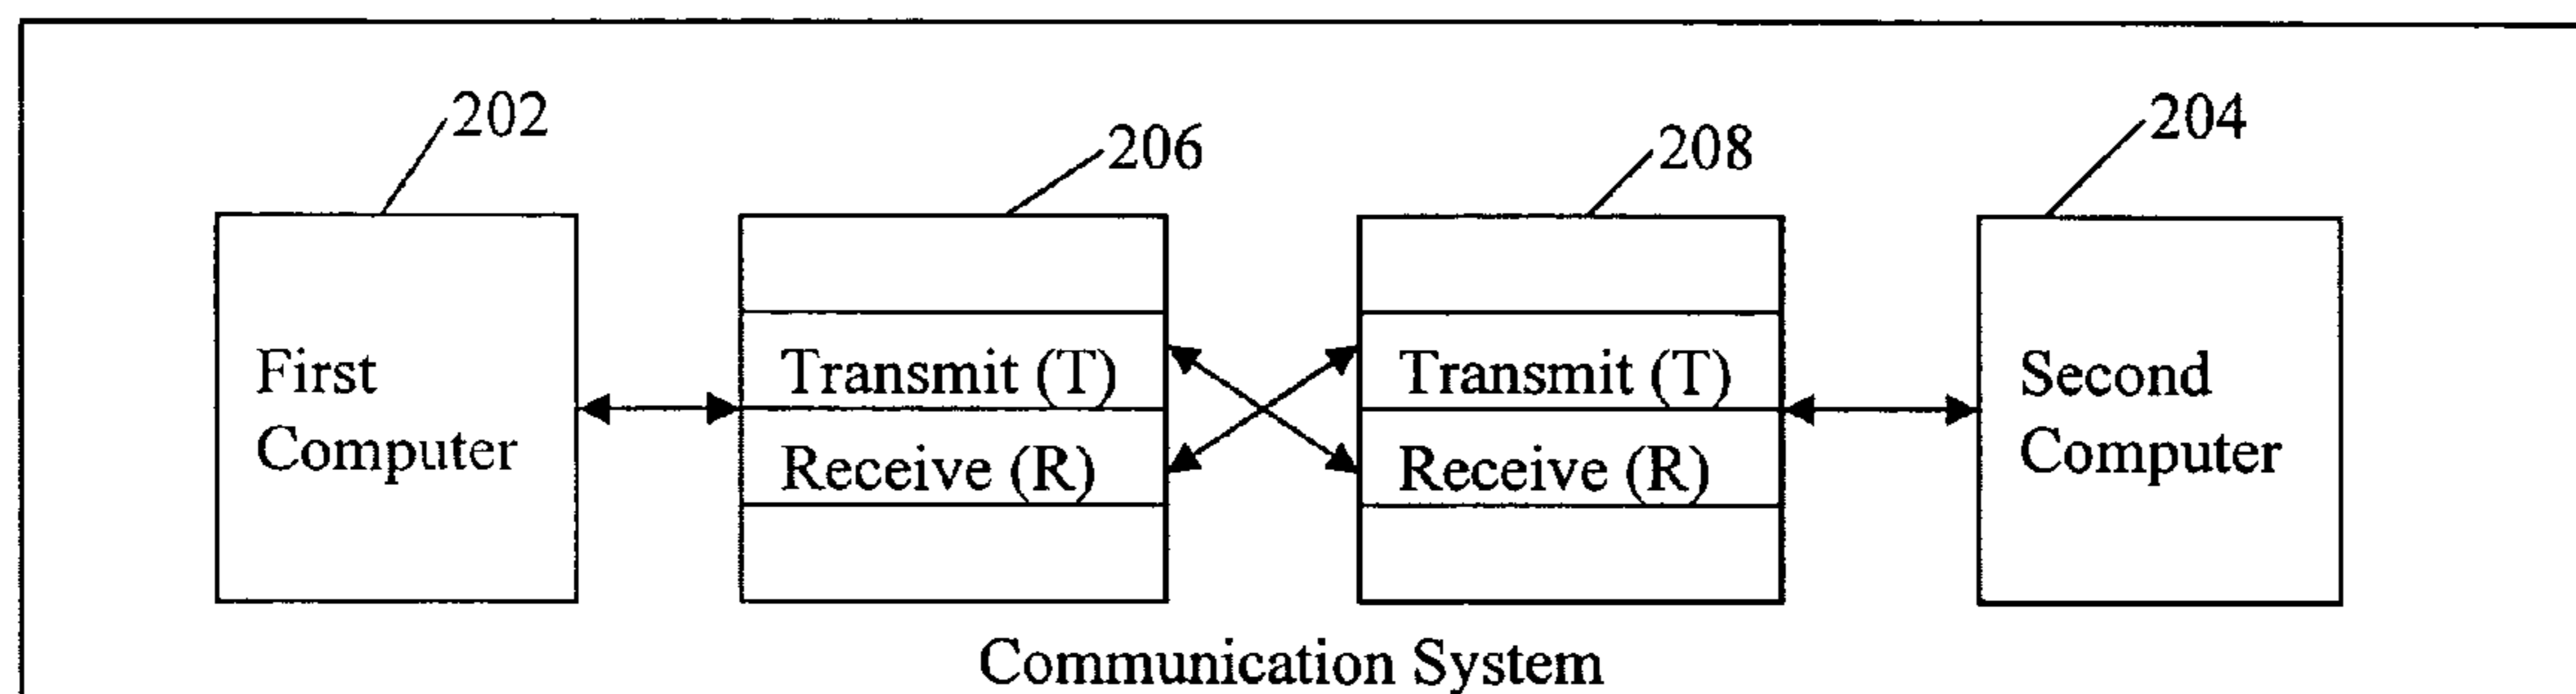 202
206
208
204
First
Computer
Transmit (T)
Receive (R)
Transmit (T)
Receive (R)
Second
Computer
Communication System